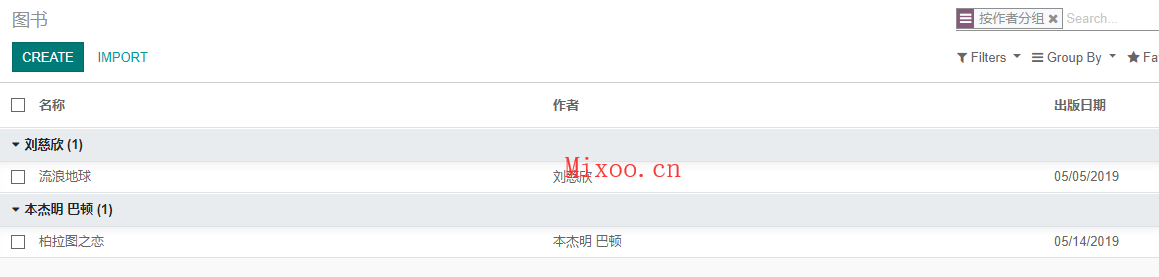 图书
按作者分组 ✖ Search...
CREATE IMPORT
Filters Group By Fa
名称 作者 出版日期
刘慈欣 (1)
流浪地球 刘慈欣 05/05/2019
Mixoo.cn
本杰明 巴顿 (1)
柏拉图之恋 本杰明 巴顿 05/14/2019